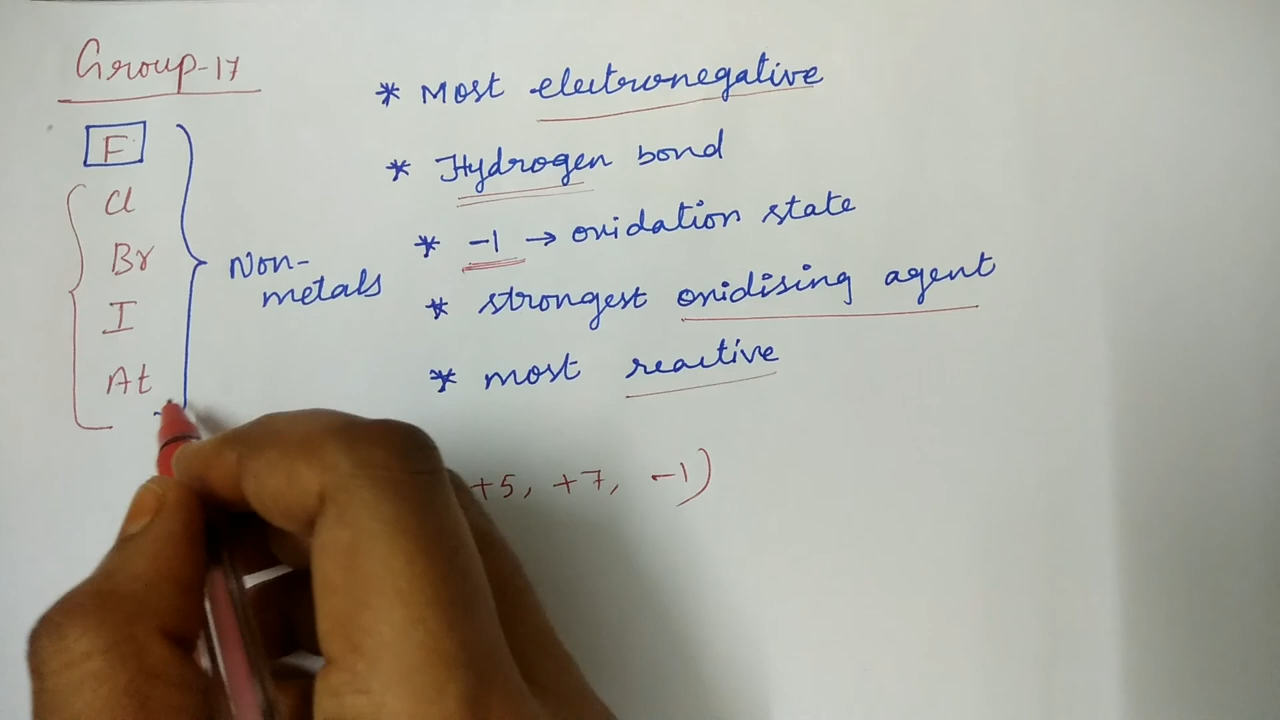 Group-17
F
Cl
Br
I
At
Non-
metals
* Most electronegative
* Hydrogen bond
* -1 → oxidation state
* strongest oxidising agent
* most reactive
+5, +7, -1)